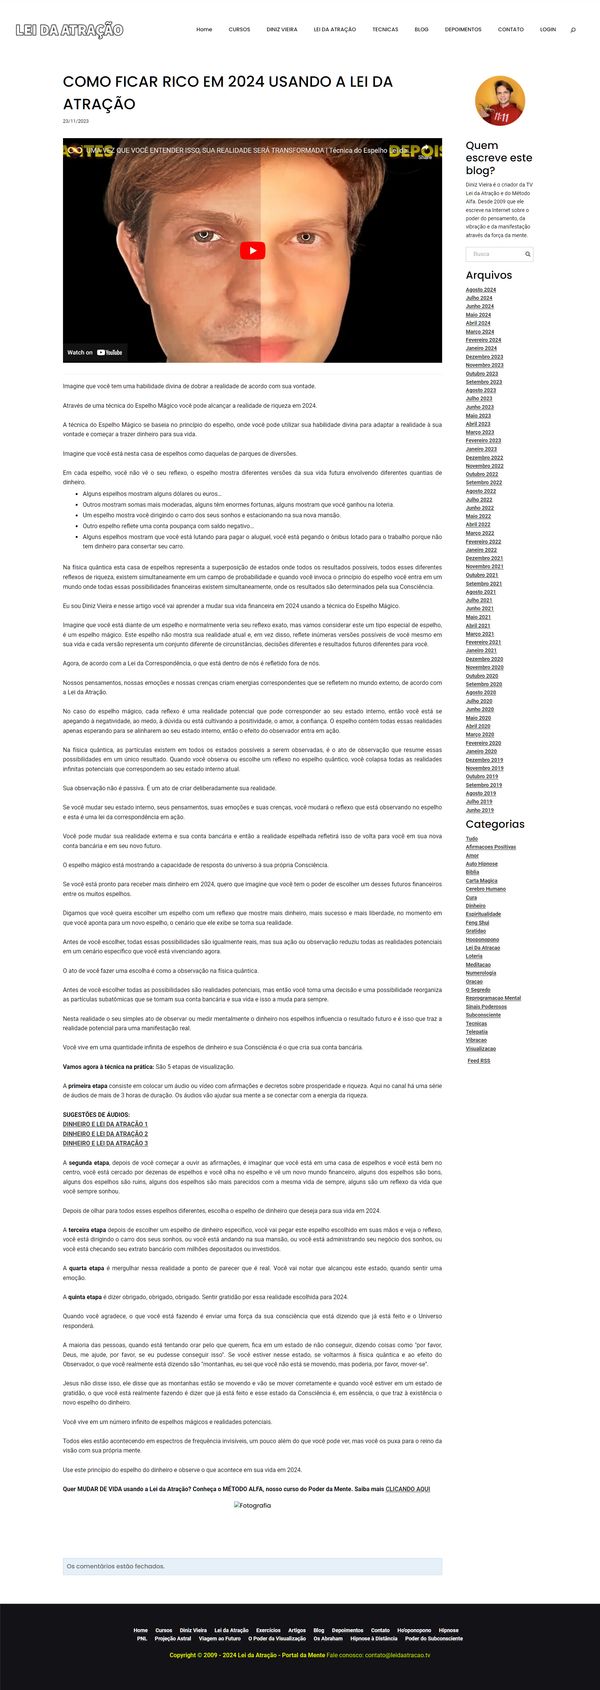 LEI DA ATRAÇÃO
Home CURSOS DINIZ VIEIRA LEI DA ATRAÇÃO TECNICAS BLOG DEPOIMENTOS CONTATO LOGIN
COMO FICAR RICO EM 2024 USANDO A LEI DA
ATRAÇÃO
23/11/2023
ANTES DEPOIS
UMA VEZ QUE VOCÊ ENTENDER ISSO, SUA REALIDADE SERÁ TRANSFORMADA | Técnica do Espelho
Share
Watch on YouTube
Imagine que você tem uma habilidade divina de dobrar a realidade de acordo com sua vontade.
Através de uma técnica do Espelho Mágico você pode alcançar a realidade de riqueza em 2024.
A técnica do Espelho Mágico se baseia no princípio do espelho, onde você pode utilizar sua habilidade divina para adaptar a realidade à sua
vontade e começar a trazer dinheiro para sua vida.
Imagine que você está nesta casa de espelhos como daquelas de parques de diversões.
Em cada espelho, você não vê o seu reflexo, o espelho mostra diferentes versões da sua vida futura envolvendo diferentes quantias de
dinheiro.
Alguns espelhos mostram alguns dólares ou euros...
Outros mostram somas mais moderadas, alguns têm enormes fortunas, alguns mostram que você ganhou na loteria.
Um espelho mostra você dirigindo o carro dos seus sonhos e estacionando na sua nova mansão.
Outro espelho reflete uma conta poupança com saldo negativo...
Alguns espelhos mostram que você está lutando para pagar o aluguel, você está pegando o ônibus lotado para o trabalho porque não
tem dinheiro para consertar seu carro.
Na física quântica esta casa de espelhos representa a superposição de estados onde todos os resultados possíveis, todos esses diferentes
reflexos de riqueza, existem simultaneamente em um campo de probabilidade e quando você invoca o princípio do espelho você entra em um
mundo onde todas essas possibilidades financeiras existem simultaneamente, onde os resultados são determinados pela sua Consciência.
Eu sou Diniz Vieira e nesse artigo você vai aprender a mudar sua vida financeira em 2024 usando a técnica do Espelho Mágico.
Imagine que você está diante de um espelho e normalmente veria seu reflexo exato, mas vamos considerar este um tipo especial de espelho,
é um espelho mágico. Este espelho não mostra sua realidade atual e, em vez disso, reflete inúmeras versões possíveis de você mesmo em
sua vida e cada versão representa um conjunto diferente de circunstâncias, decisões diferentes e resultados futuros diferentes para você.
Agora, de acordo com a Lei da Correspondência, o que está dentro de nós é refletido fora de nós.
Nossos pensamentos, nossas emoções e nossas crenças criam energias correspondentes que se refletem no mundo externo, de acordo com
a Lei da Atração.
No caso do espelho mágico, cada reflexo é uma realidade potencial que pode corresponder ao seu estado interno, então você está se
apegando à negatividade, ao medo, à dúvida ou está cultivando a positividade, o amor, a confiança. O espelho contém todas essas realidades
apenas esperando para se alinharem ao seu estado interno, então o efeito do observador entra em ação.
Na física quântica, as partículas existem em todos os estados possíveis a serem observadas, é o ato de observação que resume essas
possibilidades em um único resultado. Quando você observa ou escolhe um reflexo no espelho quântico, você colapsa todas as realidades
infinitas potenciais que correspondem ao seu estado interno atual.
Sua observação não é passiva. É um ato de criar deliberadamente sua realidade.
Se você mudar seu estado interno, seus pensamentos, suas emoções e suas crenças, você mudará o reflexo que está observando no espelho
e esta é uma lei da correspondência em ação.
Você pode mudar sua realidade externa e sua conta bancária e então a realidade espelhada refletirá isso de volta para você em sua nova
conta bancária e em seu novo futuro.
O espelho mágico está mostrando a capacidade de resposta do universo à sua própria Consciência.
Se você está pronto para receber mais dinheiro em 2024, quero que imagine que você tem o poder de escolher um desses futuros financeiros
entre os muitos espelhos.
Digamos que você queira escolher um espelho com um reflexo que mostre mais dinheiro, mais sucesso e mais liberdade, no momento em
que você aponta para um novo espelho, o cenário que ele exibe se torna sua realidade.
Antes de você escolher, todas essas possibilidades são igualmente reais, mas sua ação ou observação reduziu todas as realidades potenciais
em um cenário específico que você está vivenciando agora.
O ato de você fazer uma escolha é como a observação na física quântica.
Antes de você escolher todas as possibilidades são realidades potenciais, mas então você toma uma decisão e uma possibilidade reorganiza
as partículas subatômicas que se tornam sua conta bancária e sua vida e isso a muda para sempre.
Nesta realidade o seu simples ato de observar ou medir mentalmente o dinheiro nos espelhos influencia o resultado futuro e é isso que traz a
realidade potencial para uma manifestação real.
Você vive em uma quantidade infinita de espelhos de dinheiro e sua Consciência é o que cria sua conta bancária.
Vamos agora à técnica na prática: São 5 etapas de visualização.
A primeira etapa consiste em colocar um áudio ou vídeo com afirmações e decretos sobre prosperidade e riqueza. Aqui no canal há uma série
de áudios de mais de 3 horas de duração. Os áudios vão ajudar sua mente a se conectar com a energia da riqueza.
SUGESTÕES DE ÁUDIOS:
DINHEIRO E LEI DA ATRAÇÃO 1
DINHEIRO E LEI DA ATRAÇÃO 2
DINHEIRO E LEI DA ATRAÇÃO 3
A segunda etapa, depois de você começar a ouvir as afirmações, é imaginar que você está em uma casa de espelhos e você está bem no
centro, você está cercado por dezenas de espelhos e você olha no espelho e vê um novo mundo financeiro, alguns dos espelhos são bons,
alguns dos espelhos são ruins, alguns dos espelhos são mais parecidos com a mesma vida de sempre, alguns são um reflexo da vida que
você sempre sonhou.
Depois de olhar para todos esses espelhos diferentes, escolha o espelho de dinheiro que deseja para sua vida em 2024.
A terceira etapa depois de escolher um espelho de dinheiro específico, você vai pegar este espelho escolhido em suas mãos e veja o reflexo,
você está dirigindo o carro dos seus sonhos, ou você está andando na sua mansão, ou você está administrando seu negócio dos sonhos, ou
você está checando seu extrato bancário com milhões depositados ou investidos.
A quarta etapa é mergulhar nessa realidade a ponto de parecer que é real. Você vai notar que alcançou este estado, quando sentir uma
emoção.
A quinta etapa é dizer obrigado, obrigado, obrigado. Sentir gratidão por essa realidade escolhida para 2024.
Quando você agradece, o que você está fazendo é enviar uma força da sua consciência que está dizendo que já está feito e o Universo
responderá.
A maioria das pessoas, quando está tentando orar pelo que querem, fica em um estado de não conseguir, dizendo coisas como "por favor,
Deus, me ajude, por favor, se eu pudesse conseguir isso". Se você estiver nesse estado, se voltarmos à física quântica e ao efeito do
Observador, o que você realmente está dizendo são "montanhas, eu sei que você não está se movendo, mas poderia, por favor, mover-se".
Jesus não disse isso, ele disse que as montanhas estão se movendo e vão se mover corretamente e quando você estiver em um estado de
gratidão, o que você está realmente fazendo é dizer que já está feito e esse estado da Consciência é, em essência, o que traz à existência o
novo espelho do dinheiro.
Você vive em um número infinito de espelhos mágicos e realidades potenciais.
Todos eles estão acontecendo em espectros de frequência invisíveis, um pouco além do que você pode ver, mas você os puxa para o reino da
visão com sua própria mente.
Use este princípio do espelho do dinheiro e observe o que acontece em sua vida em 2024.
Quer MUDAR DE VIDA usando a Lei da Atração? Conheça o MÉTODO ALFA, nosso curso do Poder da Mente. Saiba mais CLICANDO AQUI
Fotografia
Os comentários estão fechados.
11:11
Quem
escreve este
blog?
Diniz Vieira é o criador da TV
Lei da Atração e do Método
Alfa. Desde 2009 que ele
escreve na Internet sobre o
poder do pensamento, da
vibração e da manifestação
através da força da mente.
Busca
Arquivos
Agosto 2024
Julho 2024
Junho 2024
Maio 2024
Abril 2024
Março 2024
Fevereiro 2024
Janeiro 2024
Dezembro 2023
Novembro 2023
Outubro 2023
Setembro 2023
Agosto 2023
Julho 2023
Junho 2023
Maio 2023
Abril 2023
Março 2023
Fevereiro 2023
Janeiro 2023
Dezembro 2022
Novembro 2022
Outubro 2022
Setembro 2022
Agosto 2022
Julho 2022
Junho 2022
Maio 2022
Abril 2022
Março 2022
Fevereiro 2022
Janeiro 2022
Dezembro 2021
Novembro 2021
Outubro 2021
Setembro 2021
Agosto 2021
Julho 2021
Junho 2021
Maio 2021
Abril 2021
Março 2021
Fevereiro 2021
Janeiro 2021
Dezembro 2020
Novembro 2020
Outubro 2020
Setembro 2020
Agosto 2020
Julho 2020
Junho 2020
Maio 2020
Abril 2020
Março 2020
Fevereiro 2020
Janeiro 2020
Dezembro 2019
Novembro 2019
Outubro 2019
Setembro 2019
Agosto 2019
Julho 2019
Junho 2019
Categorias
Tudo
Afirmacoes Positivas
Amor
Auto Hipnose
Biblia
Carta Magica
Cerebro Humano
Cura
Dinheiro
Espiritualidade
Feng Shui
Gratidao
Hooponopono
Lei Da Atracao
Loteria
Meditacao
Numerologia
Oracao
O Segredo
Reprogramacao Mental
Sinais Poderosos
Subconsciente
Tecnicas
Telepatia
Vibracao
Visualizacao
Feed RSS
Home Cursos Diniz Vieira Lei da Atração Exercícios Artigos Blog Depoimentos Contato Ho'oponopono Hipnose
PNL Projeção Astral Viagem ao Futuro O Poder da Visualização Os Abraham Hipnose à Distância Poder do Subconsciente
Copyright © 2009 - 2024 Lei da Atração - Portal da Mente Fale conosco: contato@leidaatracao.tv